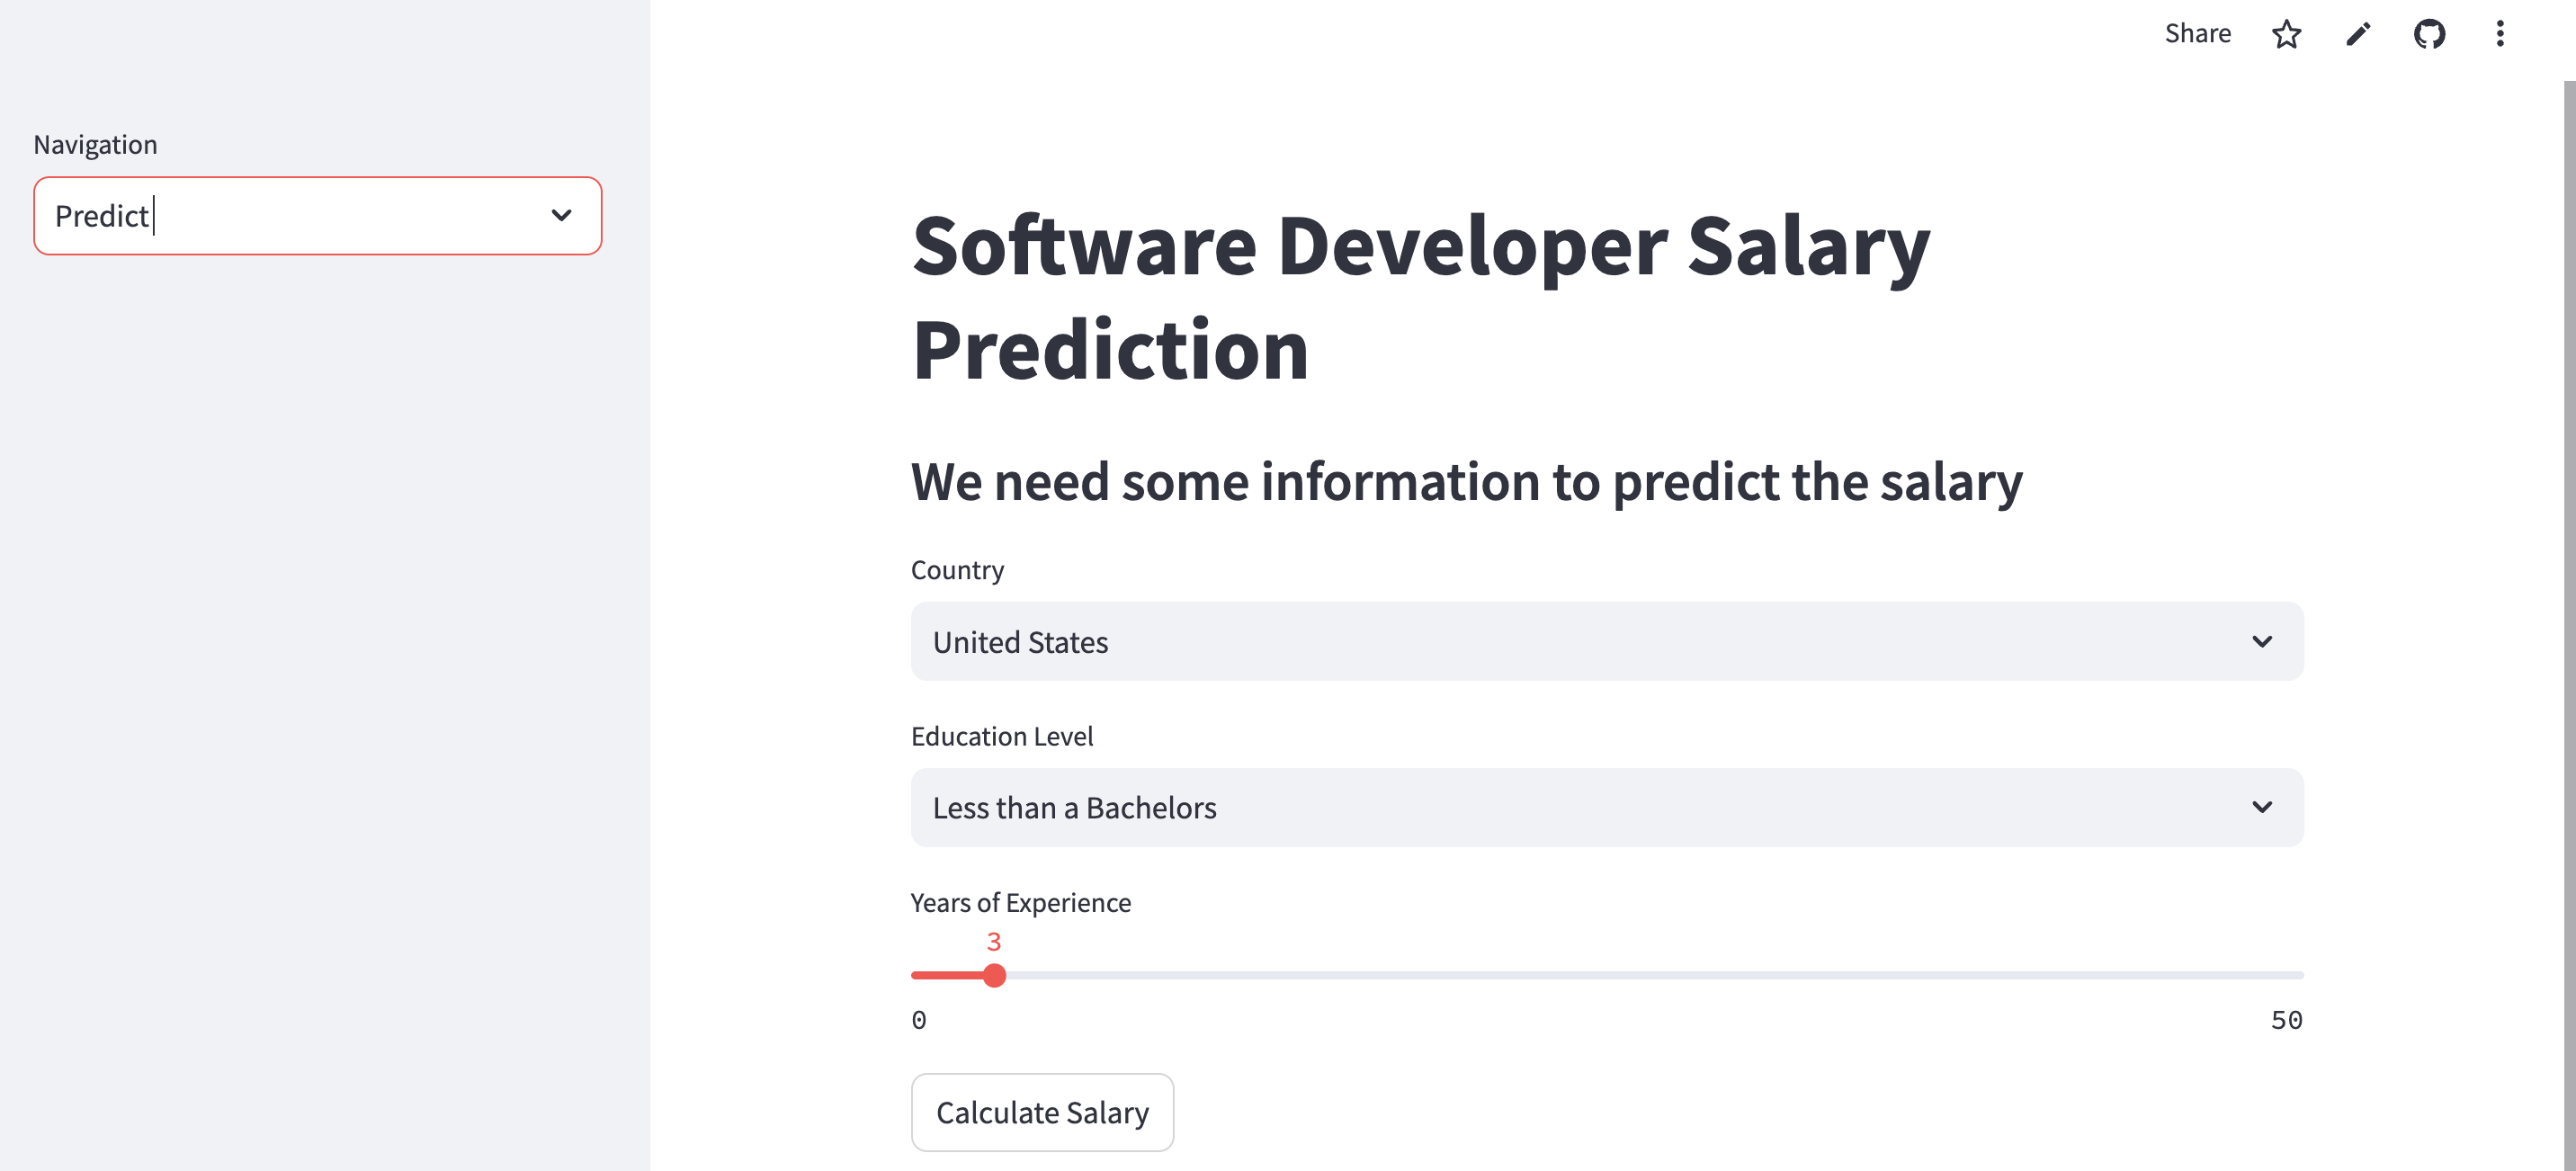 Share
Navigation
Predict
Software Developer Salary
Prediction
We need some information to predict the salary
Country
United States
Education Level
Less than a Bachelors
Years of Experience
3
0 50
Calculate Salary